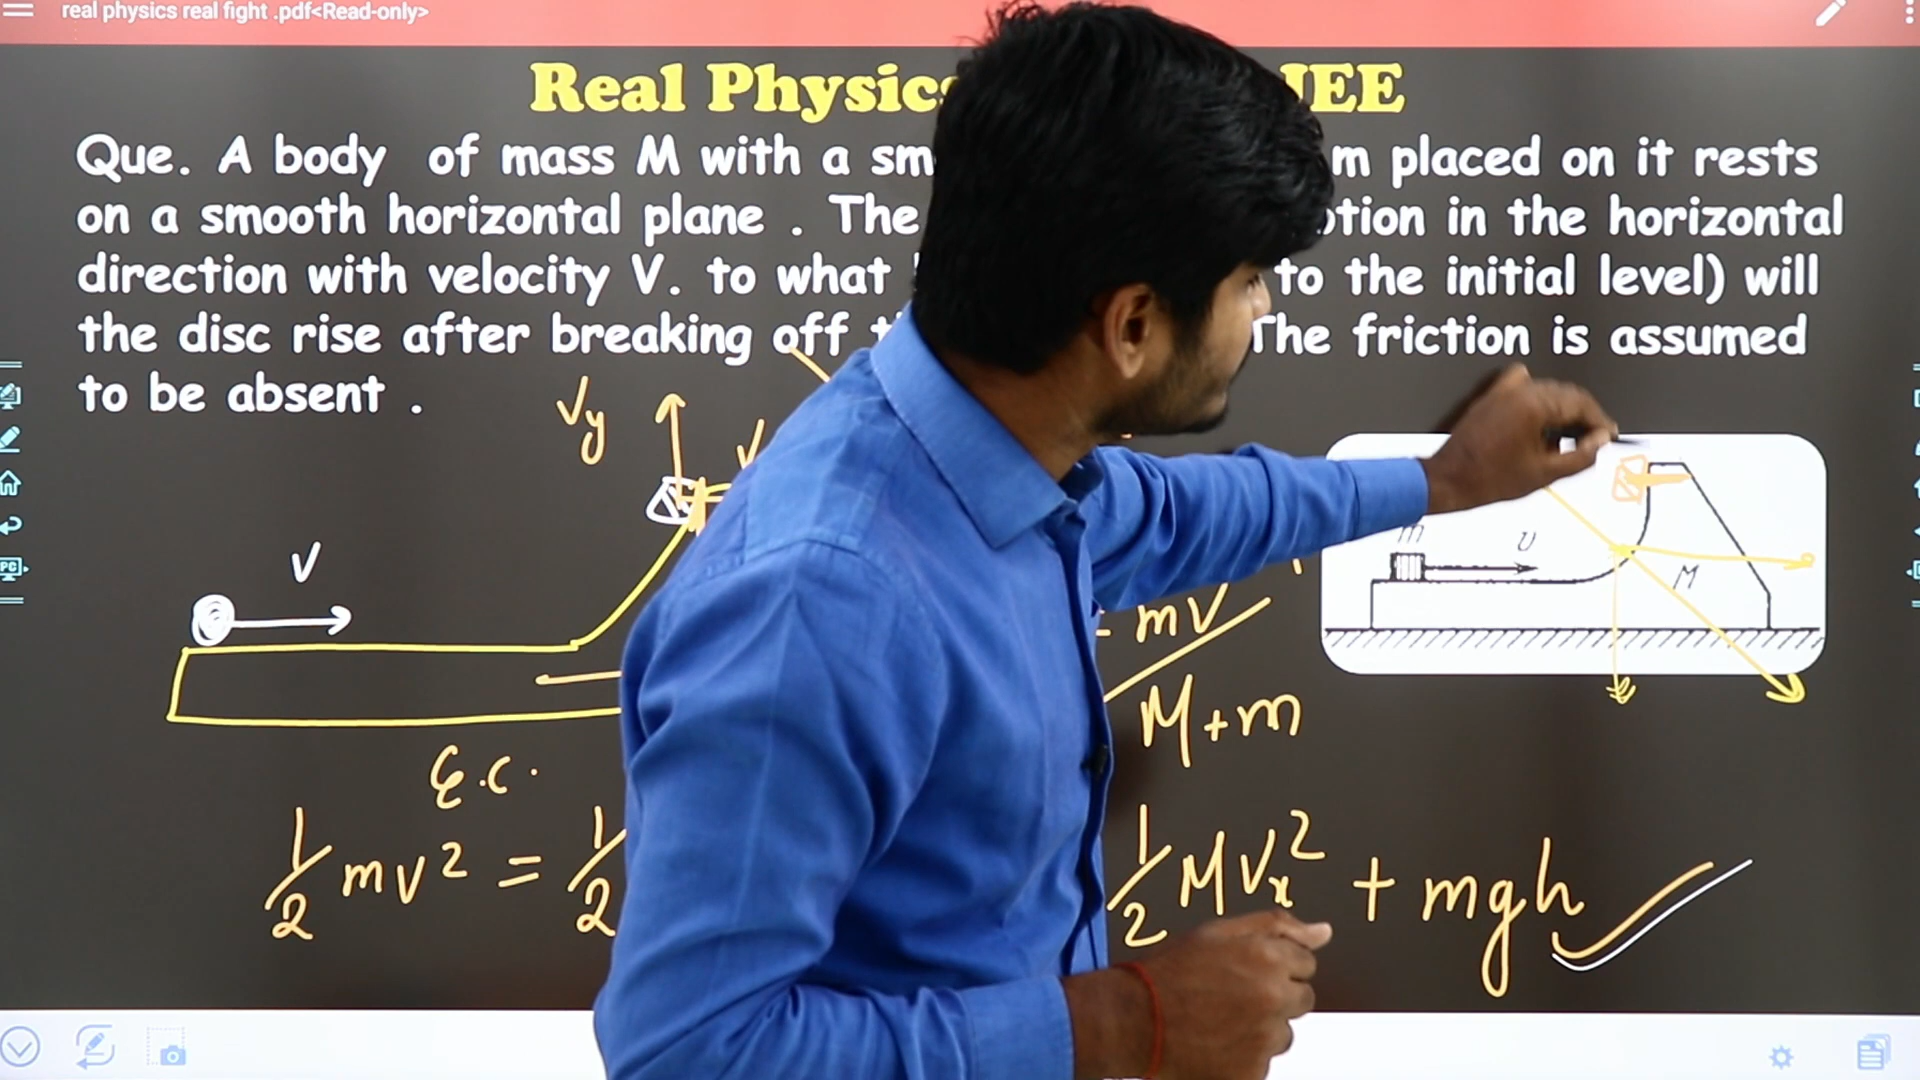 real physics real fight .pdf<Read-only>
Real Physics JEE
Que. A body of mass M with a m placed on it rests
on a smooth horizontal plane . The in the horizontal
direction with velocity V. to what to the initial level) will
the disc rise after breaking off The friction is assumed
to be absent .
Vy
V
m
υ
M
V
mv
M+m
E.C.
1/2 mv² = 1/2 1/2 MVx² + mgh
PC